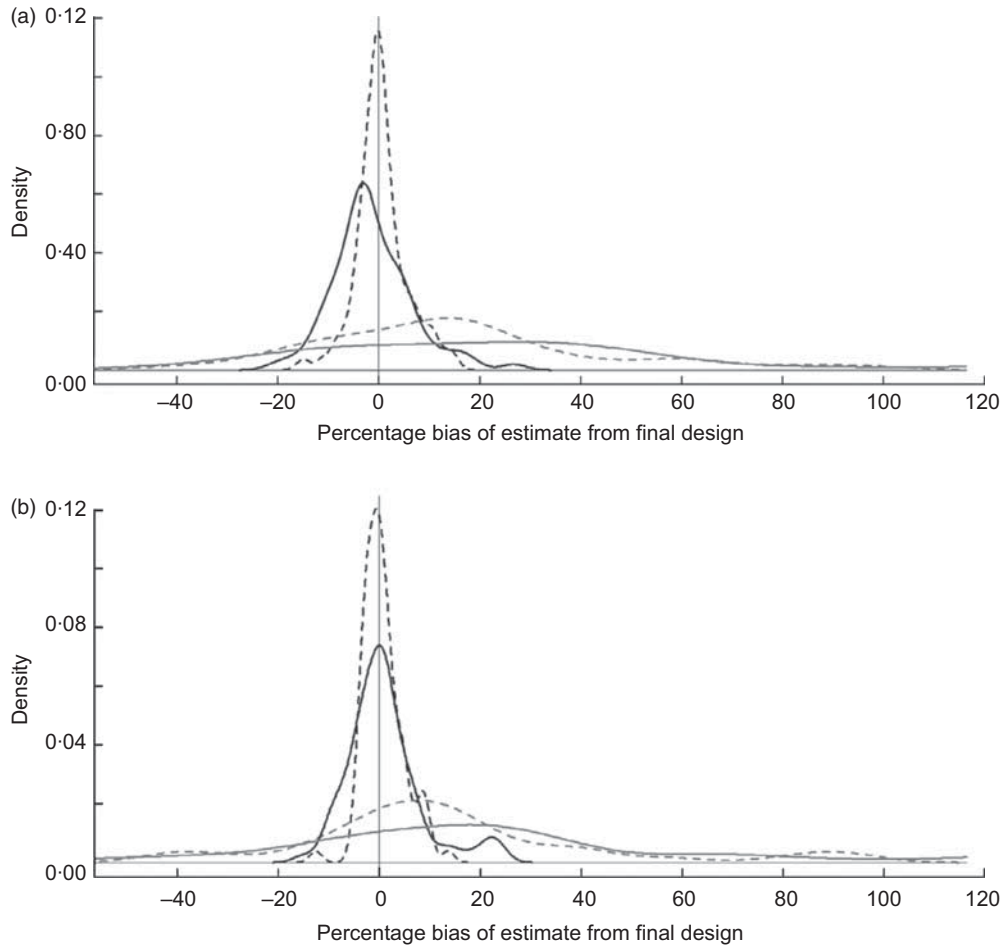 (a)
0·12
0·80
0·40
0·00
Density
–40 –20 0 20 40 60 80 100 120
Percentage bias of estimate from final design
(b)
0·12
0·08
0·04
0·00
Density
–40 –20 0 20 40 60 80 100 120
Percentage bias of estimate from final design